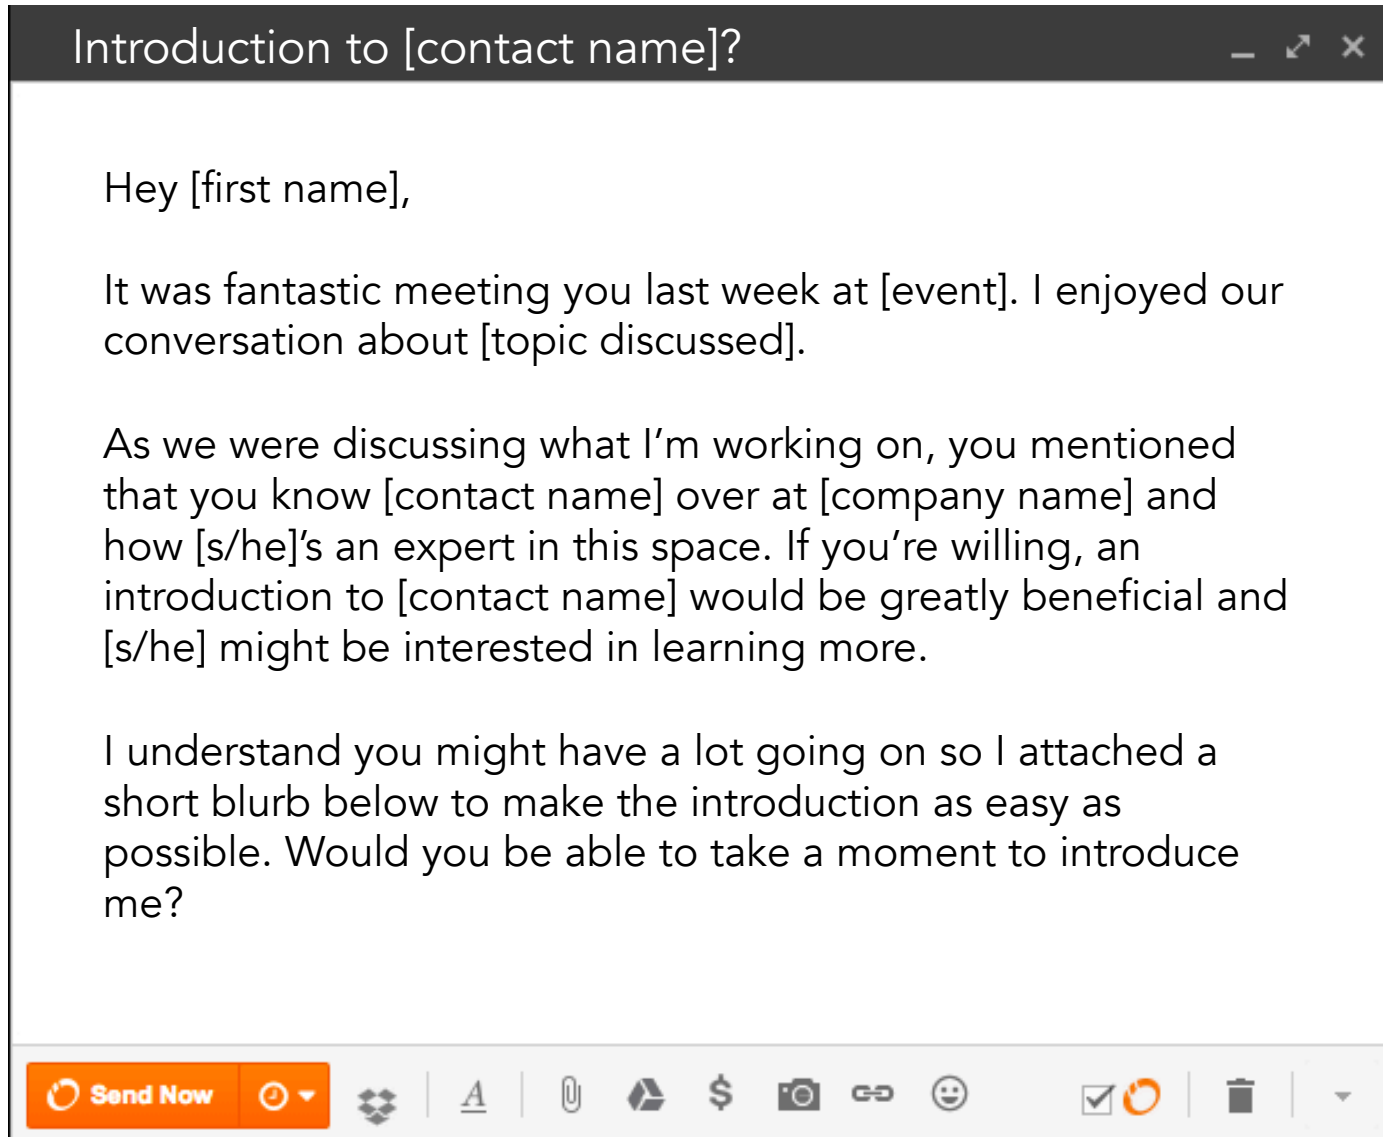 Introduction to [contact name]?
Hey [first name],
It was fantastic meeting you last week at [event]. I enjoyed our
conversation about [topic discussed].
As we were discussing what I’m working on, you mentioned
that you know [contact name] over at [company name] and
how [s/he]’s an expert in this space. If you’re willing, an
introduction to [contact name] would be greatly beneficial and
[s/he] might be interested in learning more.
I understand you might have a lot going on so I attached a
short blurb below to make the introduction as easy as
possible. Would you be able to take a moment to introduce
me?
Send Now